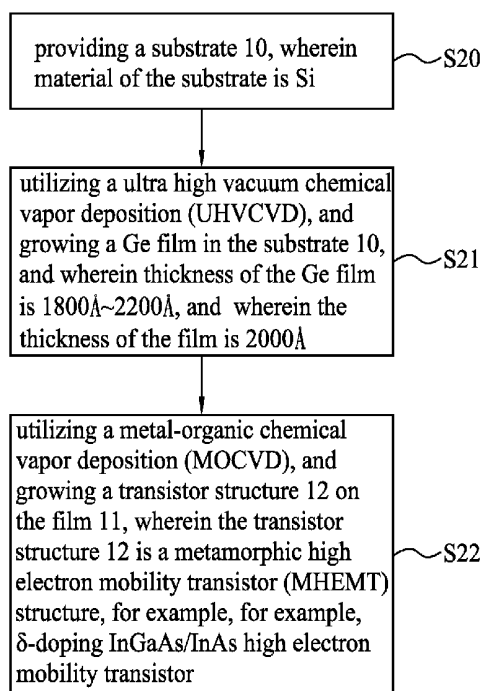 providing a substrate 10, wherein
material of the substrate is Si
S20
utilizing a ultra high vacuum chemical
vapor deposition (UHVCVD), and
growing a Ge film in the substrate 10,
and wherein thickness of the Ge film
is 1800Å~2200Å, and wherein the
thickness of the film is 2000Å
S21
utilizing a metal-organic chemical
vapor deposition (MOCVD), and
growing a transistor structure 12 on
the film 11, wherein the transistor
structure 12 is a metamorphic high
electron mobility transistor (MHEMT)
structure, for example, for example,
δ-doping InGaAs/InAs high electron
mobility transistor
S22